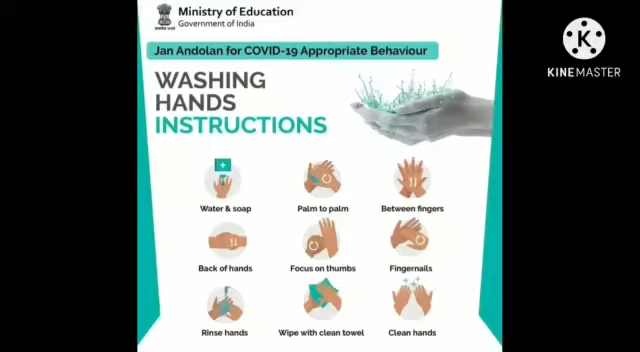 Ministry of Education
Government of India
Jan Andolan for COVID-19 Appropriate Behaviour
WASHING
HANDS
INSTRUCTIONS
Water & soap
Palm to palm
Between fingers
Back of hands
Focus on thumbs
Fingernails
Rinse hands
Wipe with clean towel
Clean hands
K
KINEMASTER